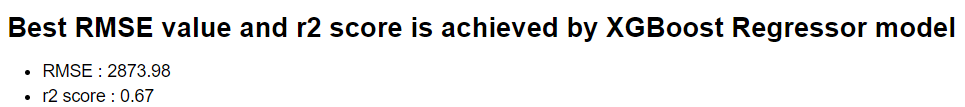 Best RMSE value and r2 score is achieved by XGBoost Regressor model
• RMSE : 2873.98
• r2 score : 0.67